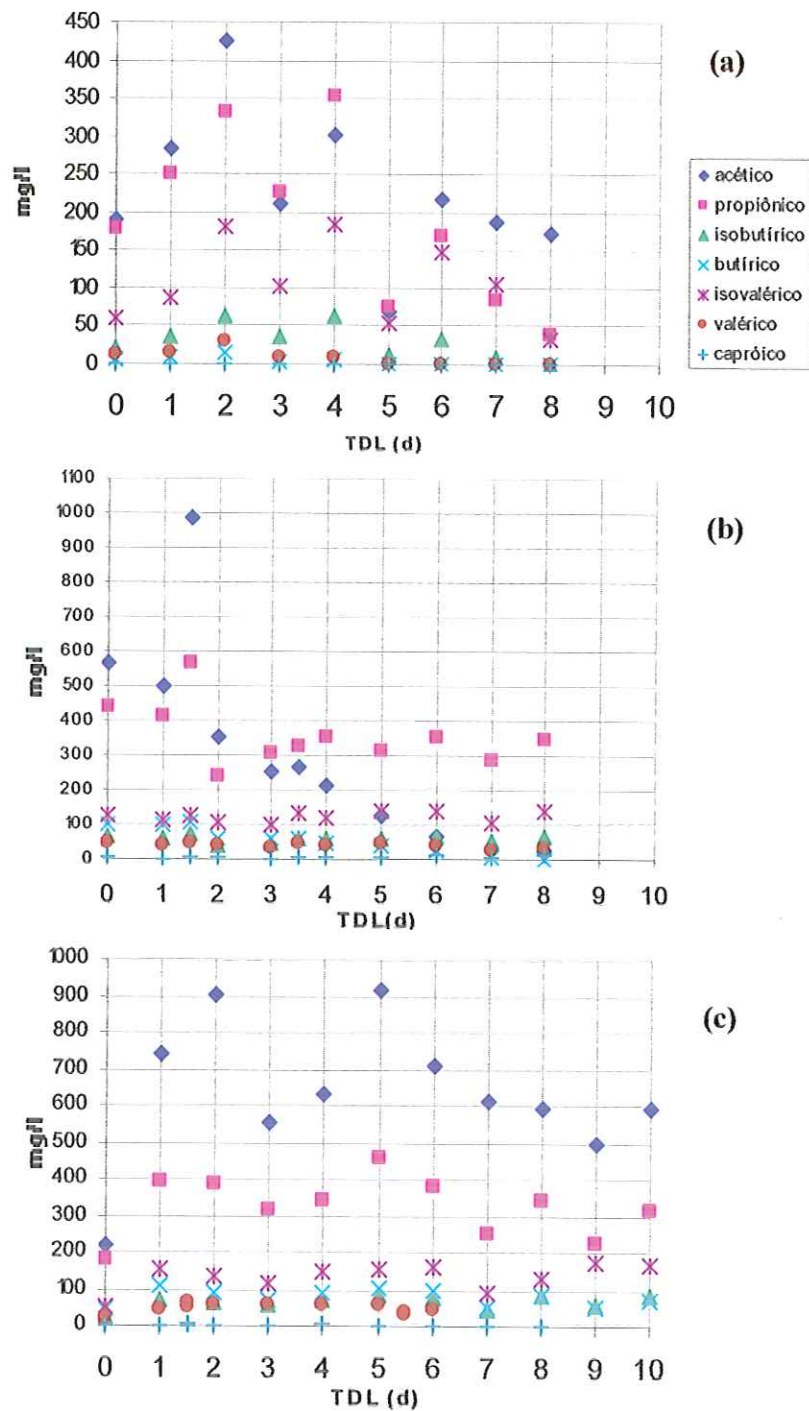 450
400
350
300
250
200
150
100
50
0
mg/l
0 1 2 3 4 5 6 7 8 9 10
TDL (d)
(a)
acético
propiônico
isobutírico
butírico
isovalérico
valérico
capróico
1100
1000
900
800
700
600
500
400
300
200
100
0
mg/l
0 1 2 3 4 5 6 7 8 9 10
TDL(d)
(b)
1000
900
800
700
600
500
400
300
200
100
0
mg/l
0 1 2 3 4 5 6 7 8 9 10
TDL (d)
(c)